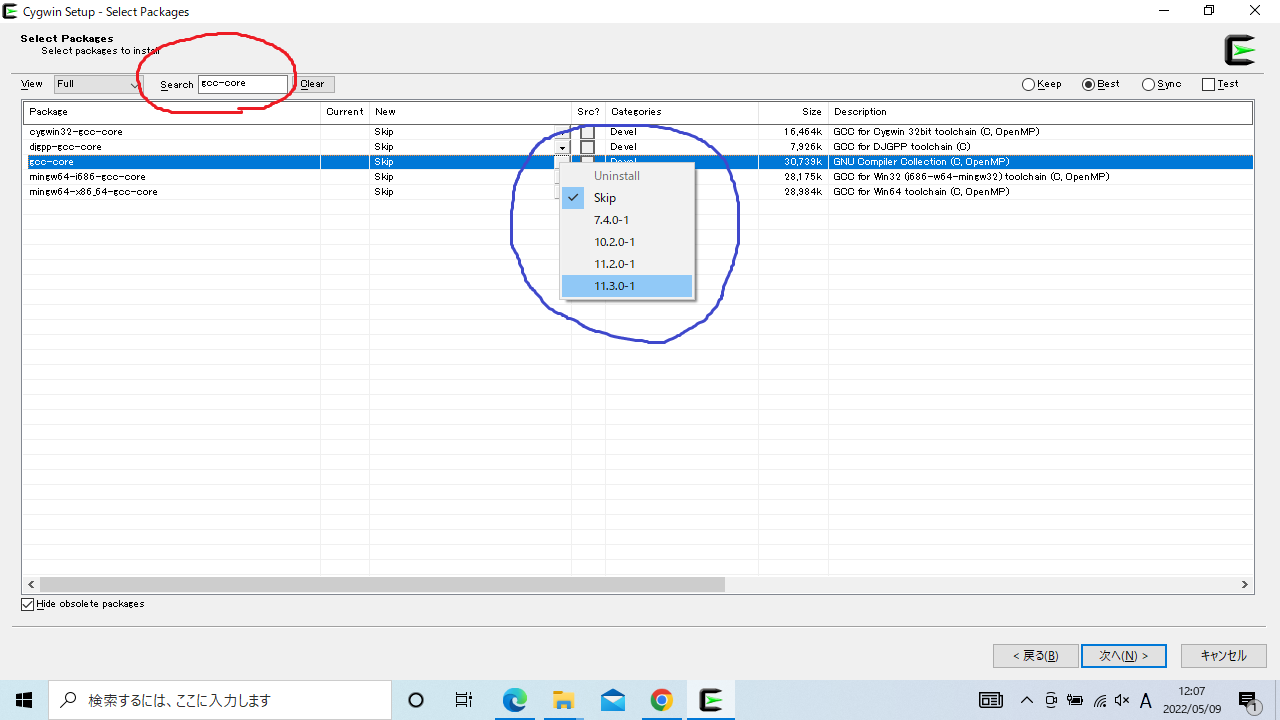 Cygwin Setup - Select Packages
Select Packages
Select packages to install
View Full Search gcc-core Clear Keep Best Sync Test
Package Current New Src? Categories Size Description
cygwin32-gcc-core Skip Devel 16,464k GCC for Cygwin 32bit toolchain (C, OpenMP)
djgpp-gcc-core Skip Devel 7,926k GCC for DJGPP toolchain (C)
gcc-core Skip Devel 30,739k GNU Compiler Collection (C, OpenMP)
mingw64-i686-gcc-core Skip 28,175k GCC for Win32 (i686-w64-mingw32) toolchain (C, OpenMP)
mingw64-x86_64-gcc-core Skip 28,984k GCC for Win64 toolchain (C, OpenMP)
Uninstall
Skip
7.4.0-1
10.2.0-1
11.2.0-1
11.3.0-1
Hide obsolete packages
< 戻る(B) 次へ(N) > キャンセル
検索するには、ここに入力します
A 12:07
2022/05/09
1